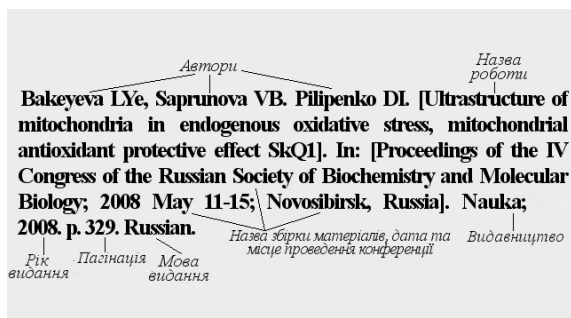 Автори
Назва
роботи
Bakeyeva LYe, Saprunova VB. Pilipenko DI. [Ultrastructure of
mitochondria in endogenous oxidative stress, mitochondrial
antioxidant protective effect SkQ1]. In: [Proceedings of the IV
Congress of the Russian Society of Biochemistry and Molecular
Biology; 2008 May 11-15; Novosibirsk, Russia]. Nauka;
2008. p. 329. Russian.
Назва збірки матеріалів, дата та
місце проведення конференції
Видавництво
Рік
видання
Пагінація
Мова
видання